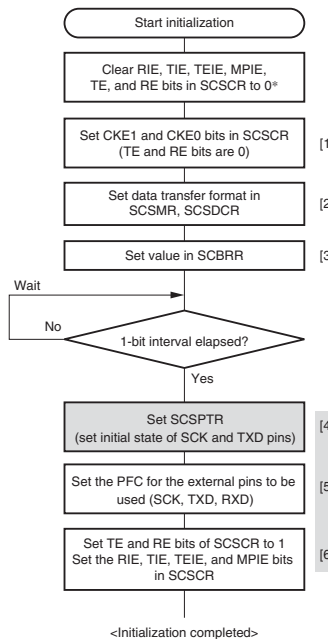 Start initialization
Clear RIE, TIE, TEIE, MPIE,
TE, and RE bits in SCSCR to 0*
Set CKE1 and CKE0 bits in SCSCR
(TE and RE bits are 0)
[1
Set data transfer format in
SCSMR, SCSDCR
[2
Set value in SCBRR
[3
Wait
No
1-bit interval elapsed?
Yes
Set SCSPTR
(set initial state of SCK and TXD pins)
[4
Set the PFC for the external pins to be
used (SCK, TXD, RXD)
[5
Set TE and RE bits of SCSCR to 1
Set the RIE, TIE, TEIE, and MPIE bits
in SCSCR
[6
<Initialization completed>